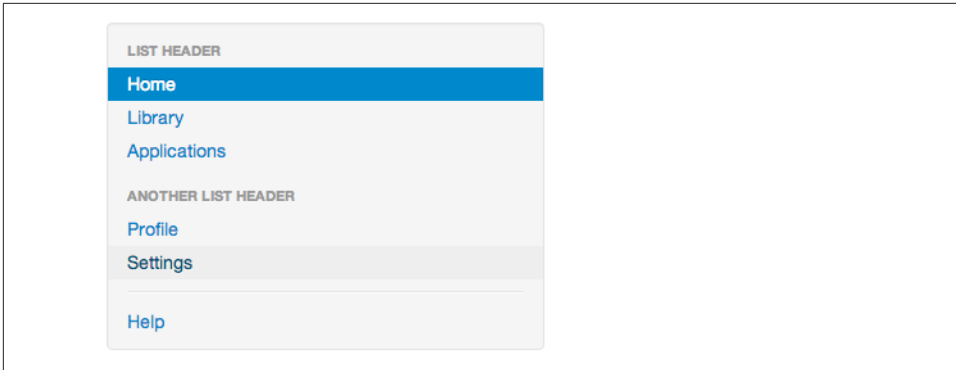 LIST HEADER
Home
Library
Applications
ANOTHER LIST HEADER
Profile
Settings
Help